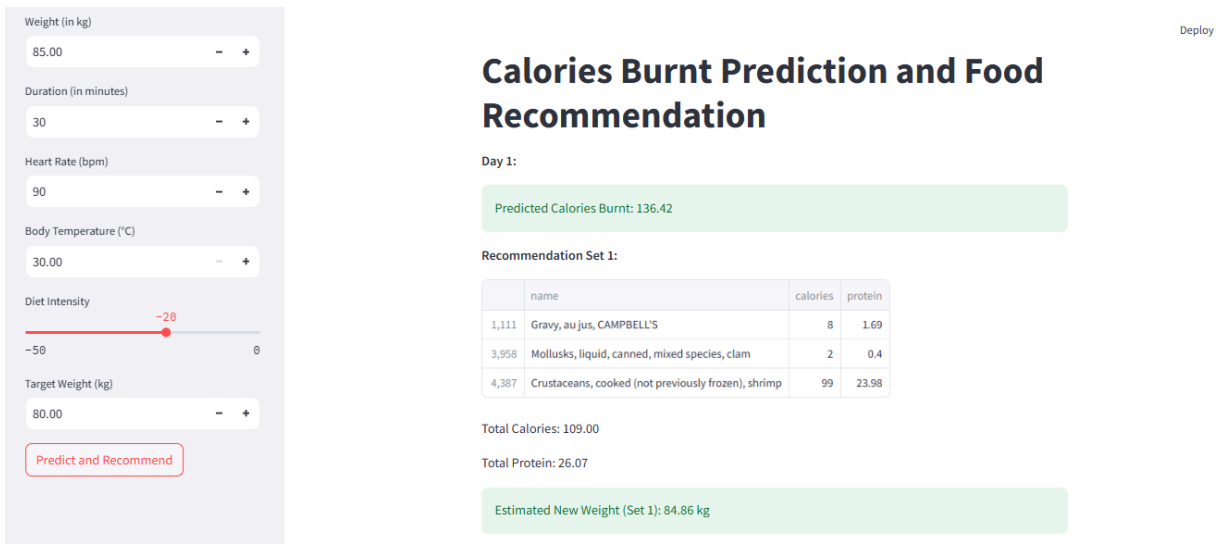 Weight (in kg)
85.00 − +
Duration (in minutes)
30 − +
Heart Rate (bpm)
90 − +
Body Temperature (°C)
30.00 − +
Diet Intensity
−20
−50 0
Target Weight (kg)
80.00 − +
Predict and Recommend
Deploy
Calories Burnt Prediction and Food
Recommendation
Day 1:
Predicted Calories Burnt: 136.42
Recommendation Set 1:
name calories protein
1,111 Gravy, au jus, CAMPBELL'S 8 1.69
3,958 Mollusks, liquid, canned, mixed species, clam 2 0.4
4,387 Crustaceans, cooked (not previously frozen), shrimp 99 23.98
Total Calories: 109.00
Total Protein: 26.07
Estimated New Weight (Set 1): 84.86 kg